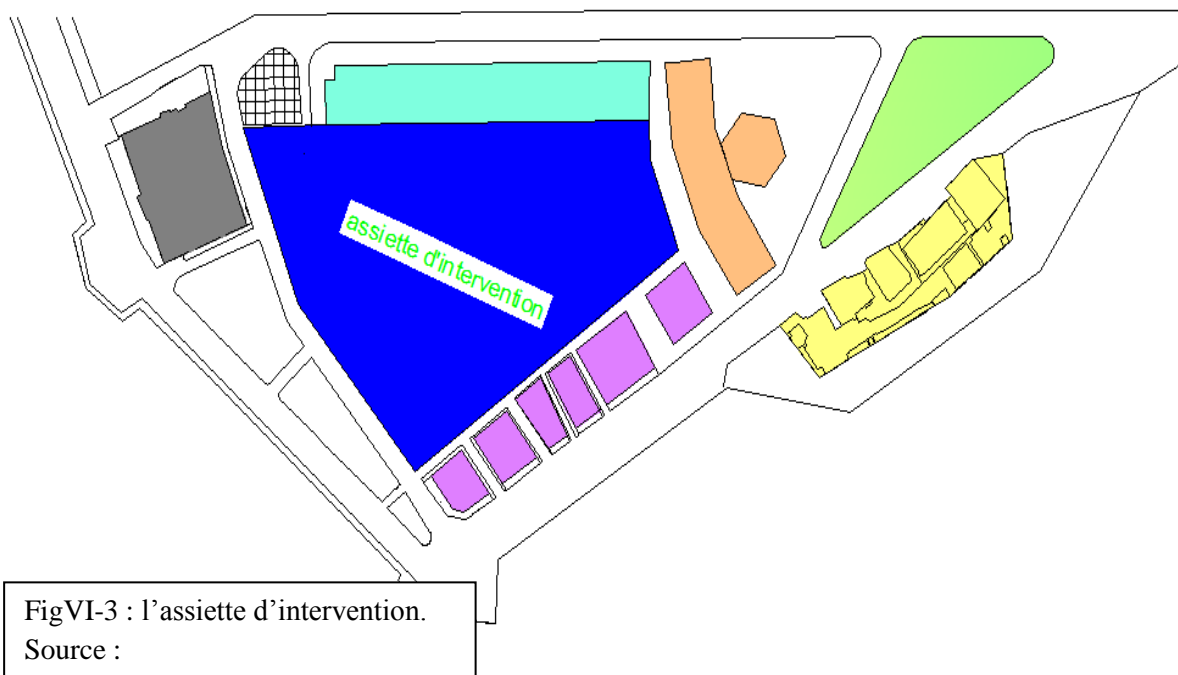 assiette d'intervention
FigVI-3 : l’assiette d’intervention.
Source :